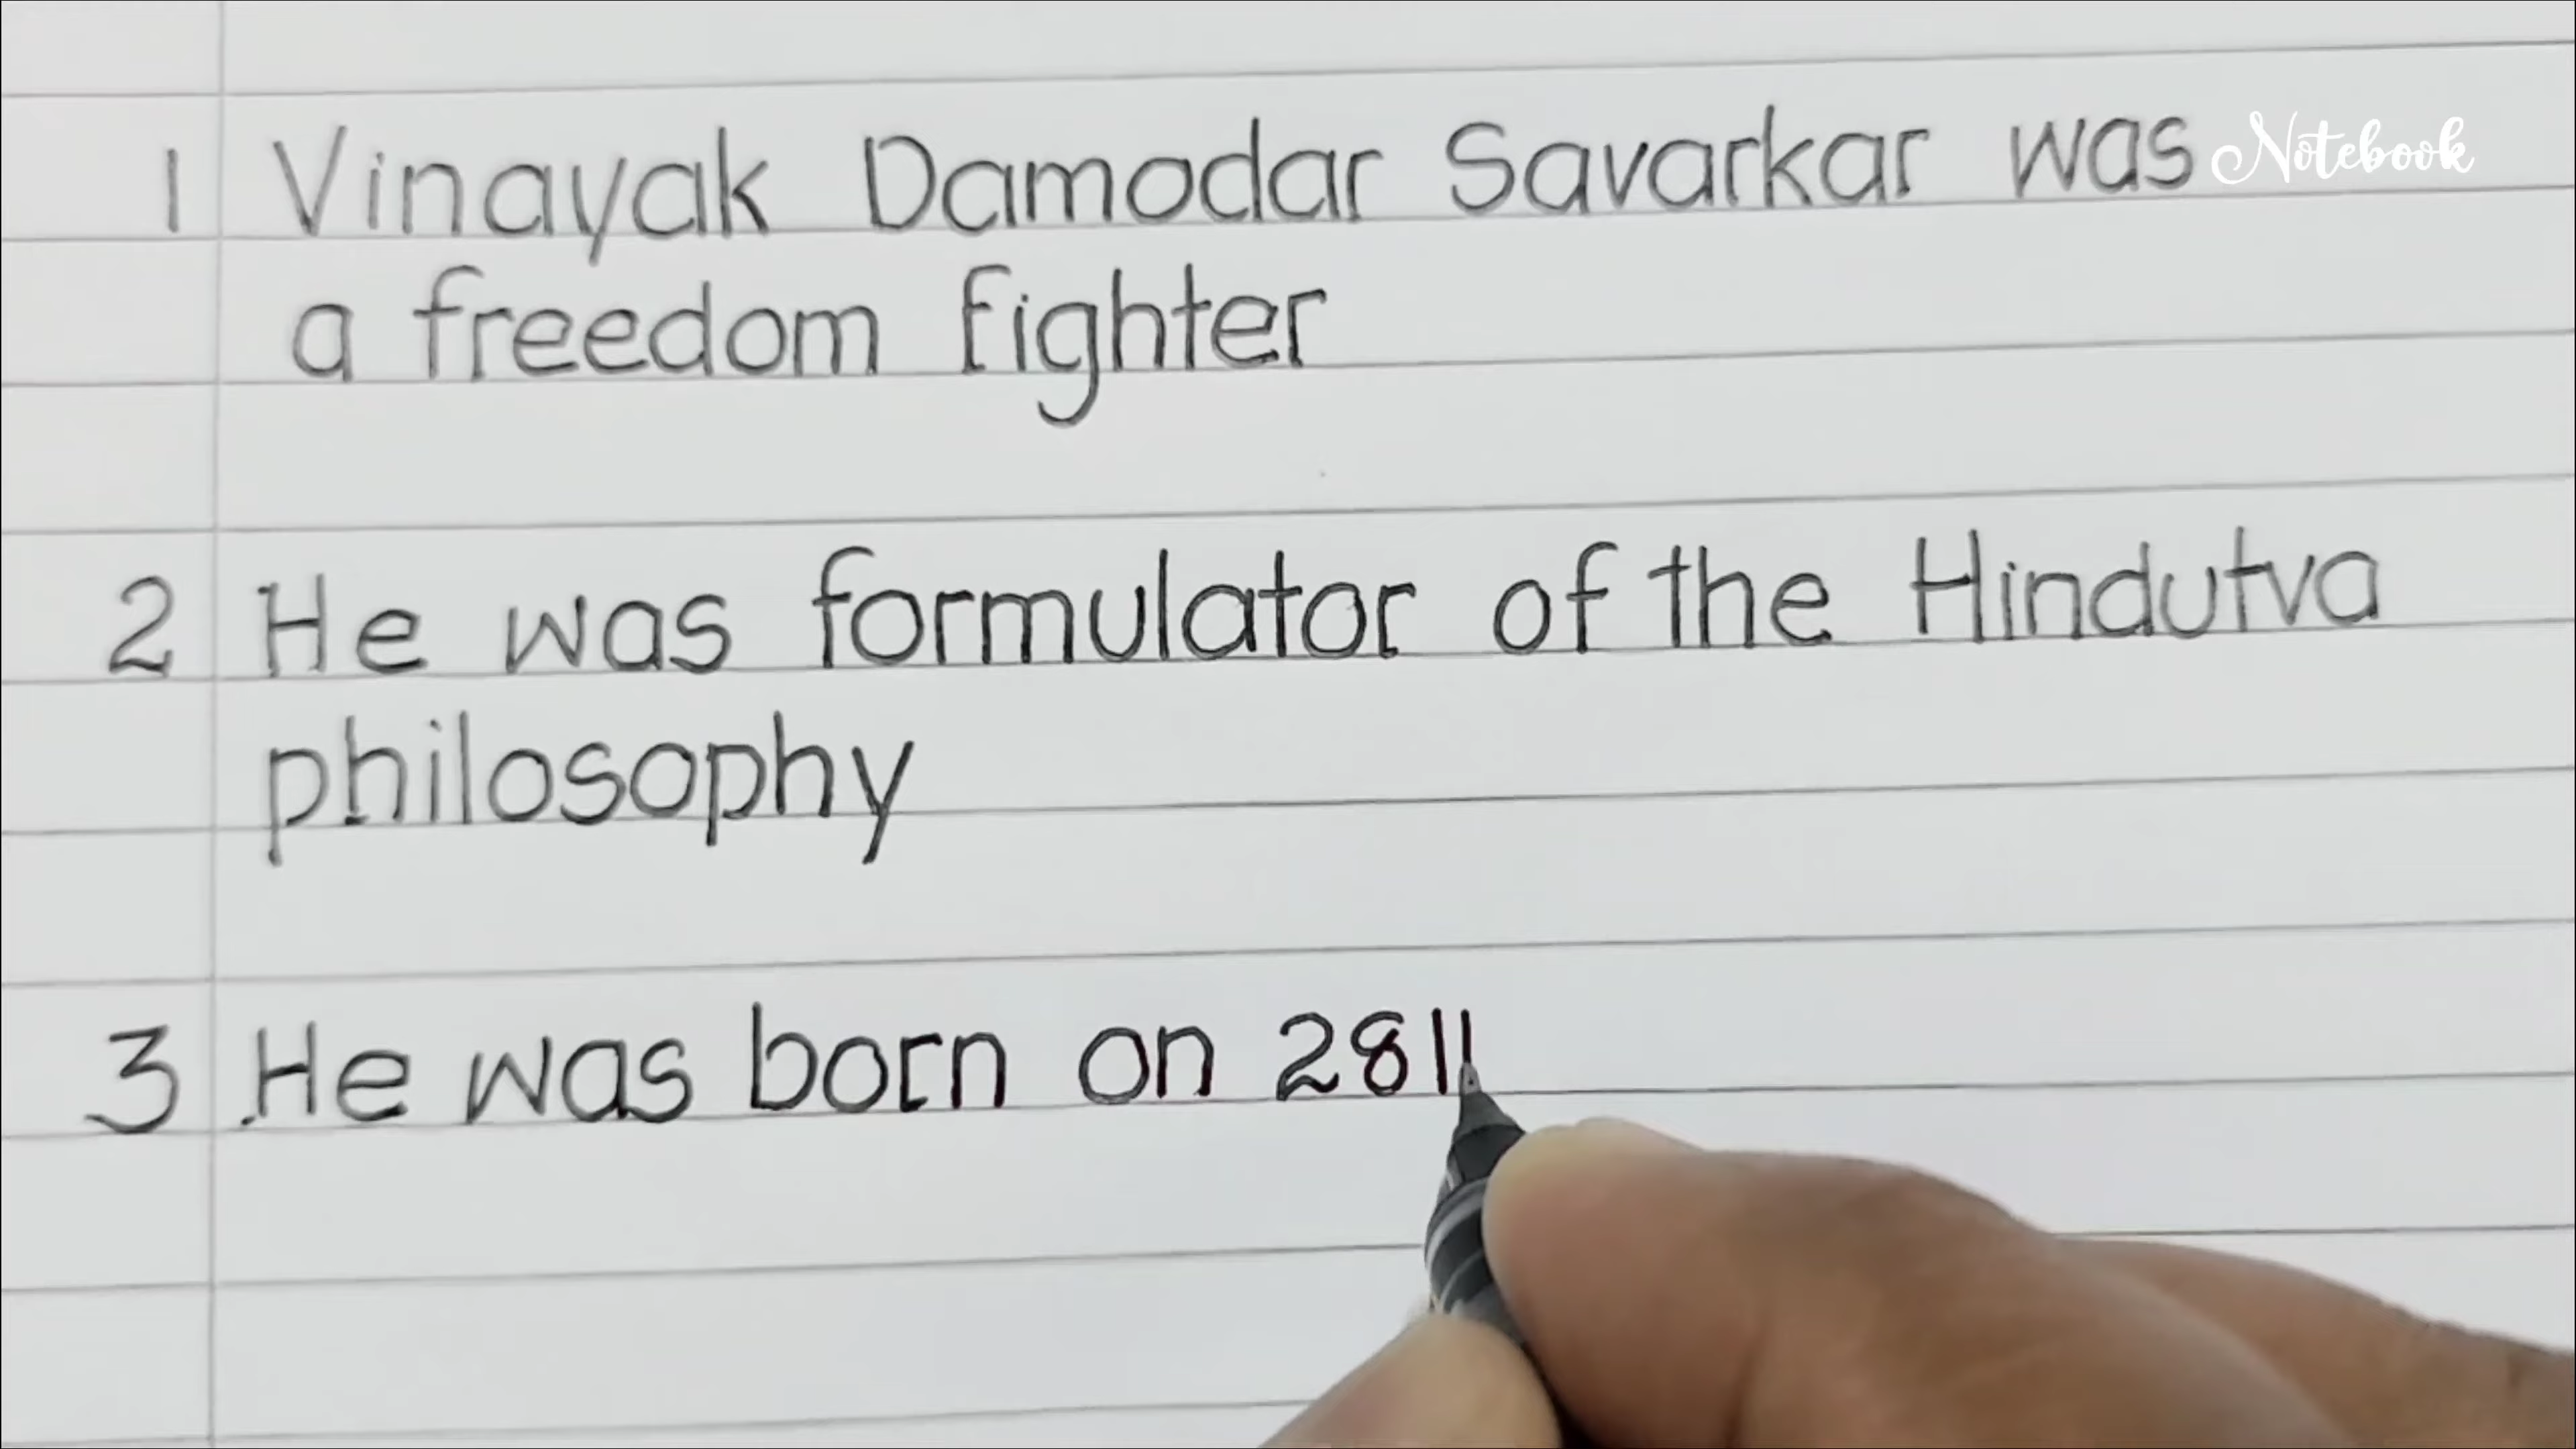 1 Vinayak Damodar Savarkar was Notebook
a freedom fighter
2 He was formulator of the Hindutva
philosophy
3 He was born on 28